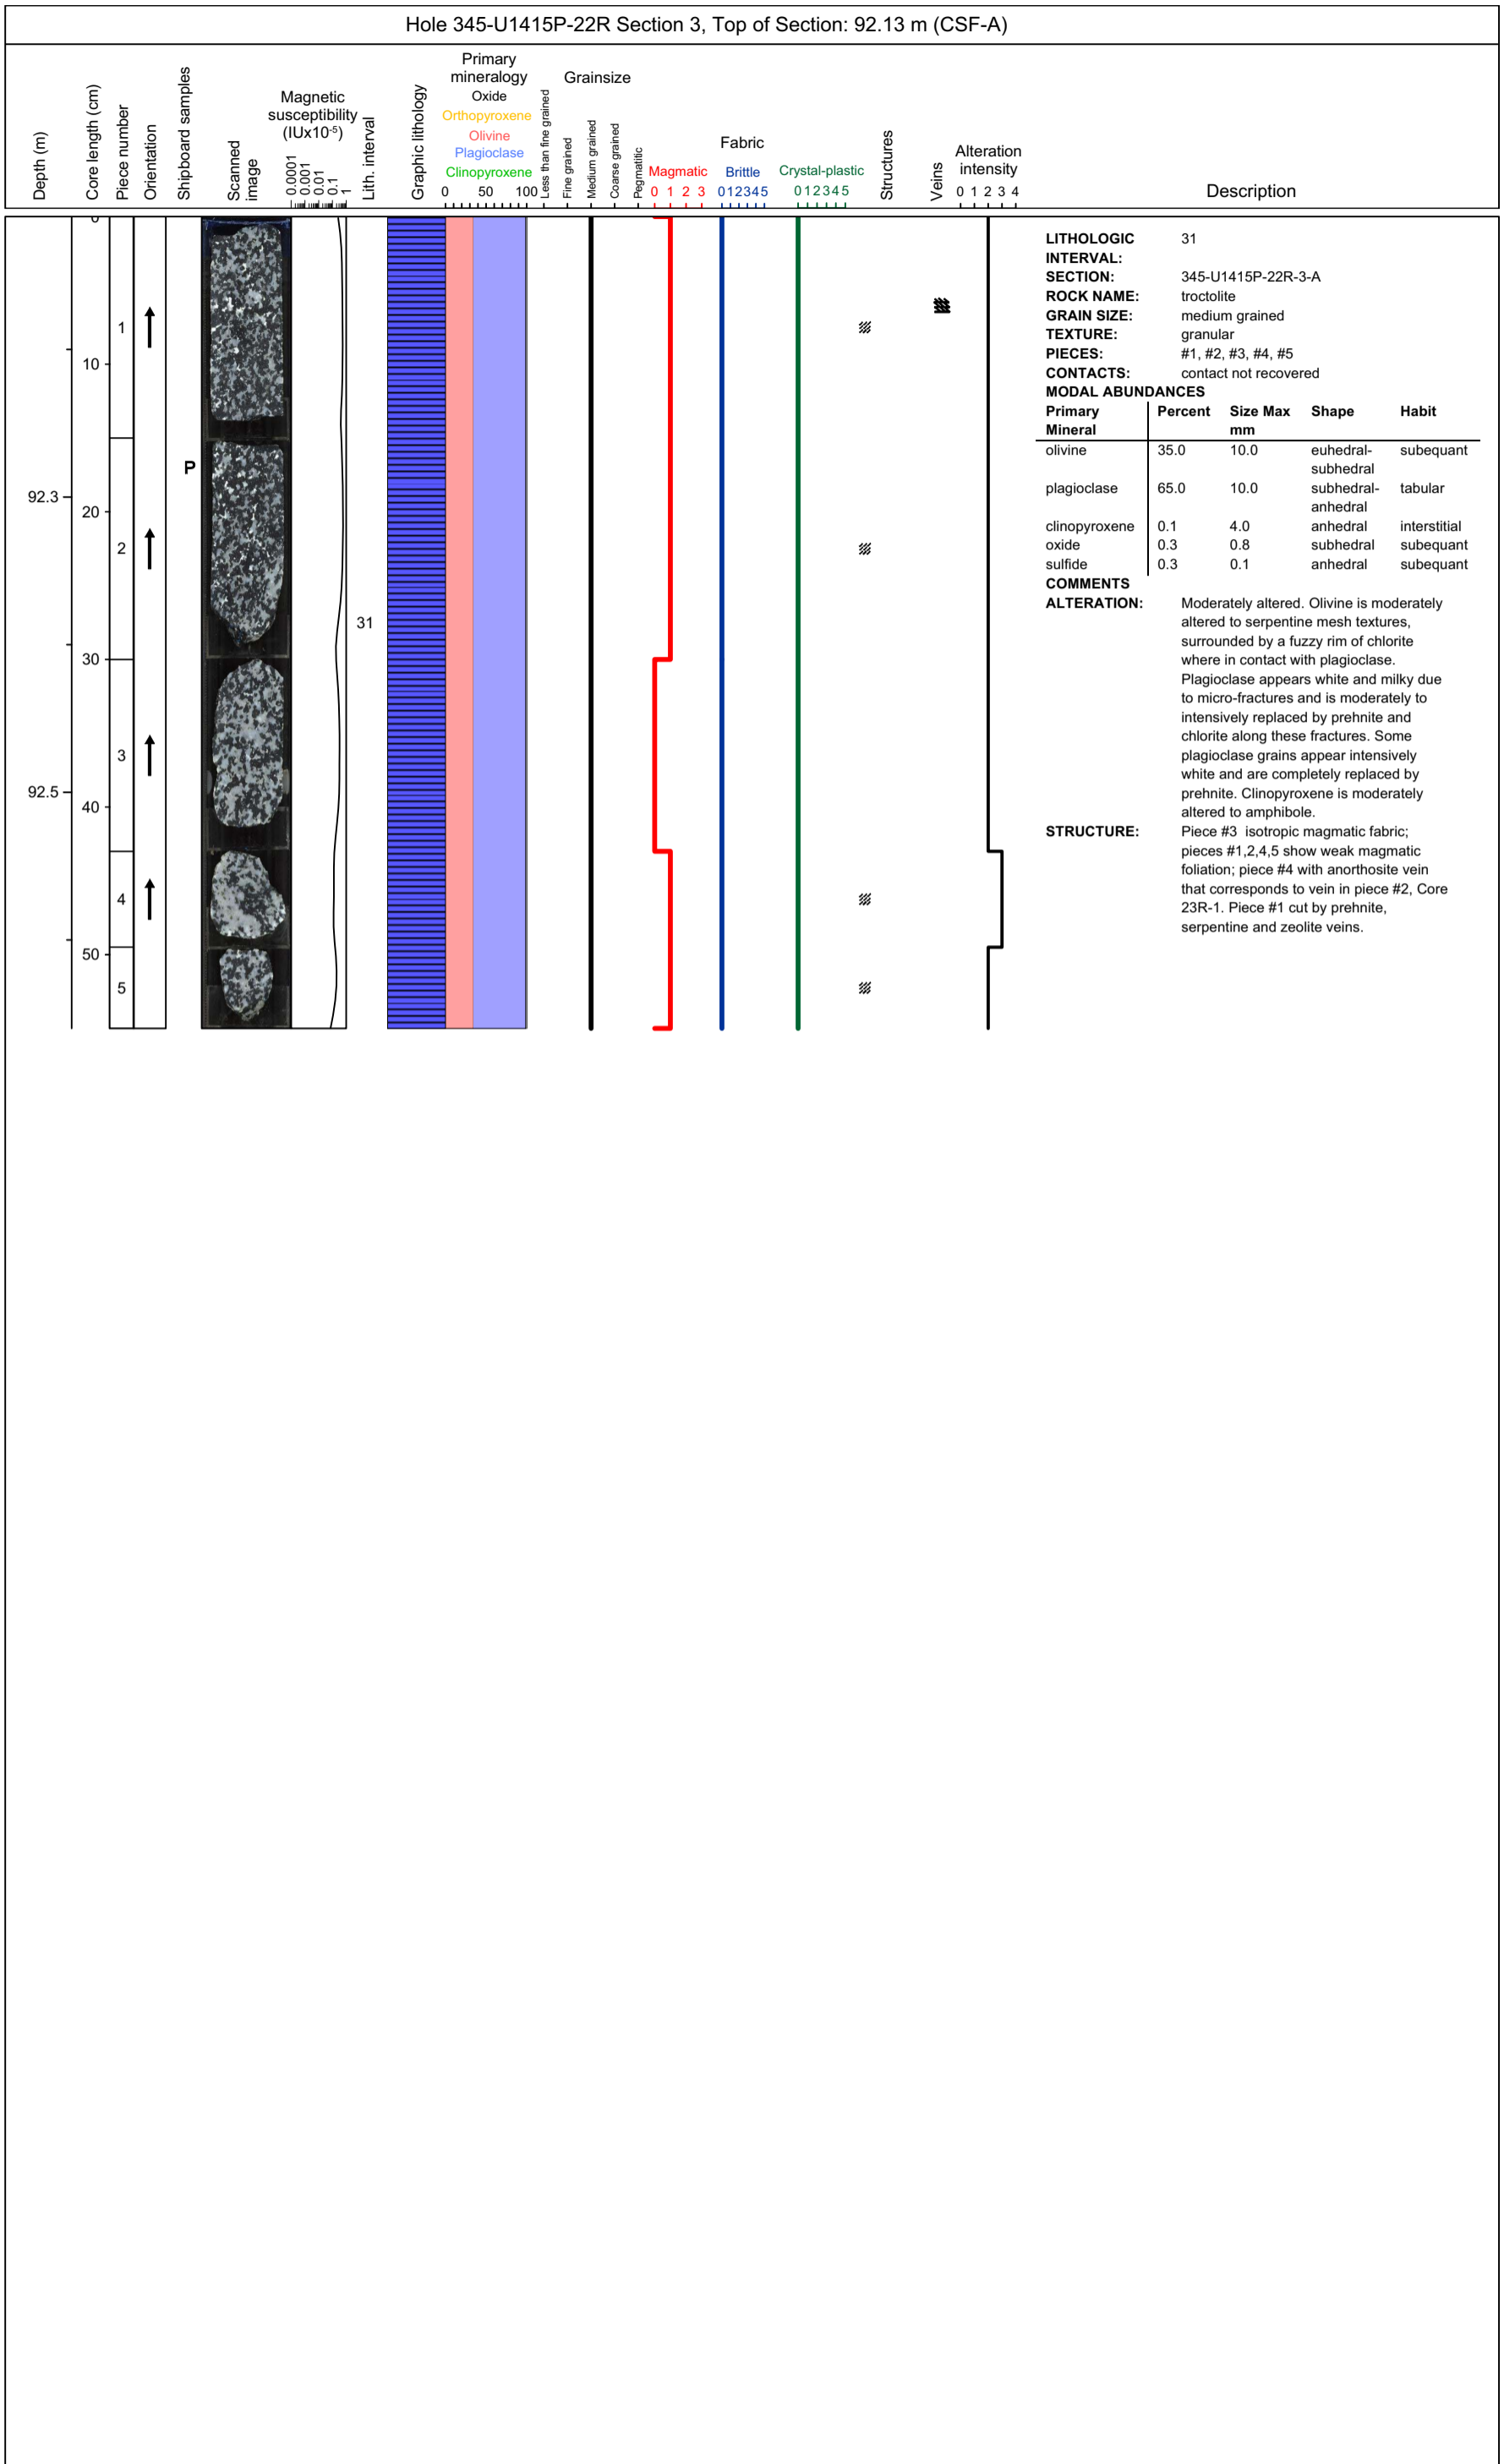 Hole 345-U1415P-22R Section 3, Top of Section: 92.13 m (CSF-A)
Depth (m)
Core length (cm)
Piece number
Orientation
Shipboard samples
Scanned
image
Magnetic
susceptibility
(IUx10-5)
0.0001
0.001
0.01
0.1
1
Lith. interval
Graphic lithology
Primary
mineralogy
Oxide
Orthopyroxene
Olivine
Plagioclase
Clinopyroxene
0 50 100
Grainsize
Less than fine grained
Fine grained
Medium grained
Coarse grained
Pegmatitic
Fabric
Magmatic
0 1 2 3
Brittle
0 1 2 3 4 5
Crystal-plastic
0 1 2 3 4 5
Structures
Veins
Alteration
intensity
0 1 2 3 4
Description
0
1
10
P
92.3
20
2
31
30
3
92.5
40
4
50
5
LITHOLOGIC 31
INTERVAL:
SECTION: 345-U1415P-22R-3-A
ROCK NAME: troctolite
GRAIN SIZE: medium grained
TEXTURE: granular
PIECES: #1, #2, #3, #4, #5
CONTACTS: contact not recovered
MODAL ABUNDANCES
Primary Percent Size Max Shape Habit
Mineral mm
olivine 35.0 10.0 euhedral- subequant
subhedral
plagioclase 65.0 10.0 subhedral- tabular
anhedral
clinopyroxene 0.1 4.0 anhedral interstitial
oxide 0.3 0.8 subhedral subequant
sulfide 0.3 0.1 anhedral subequant
COMMENTS
ALTERATION: Moderately altered. Olivine is moderately
altered to serpentine mesh textures,
surrounded by a fuzzy rim of chlorite
where in contact with plagioclase.
Plagioclase appears white and milky due
to micro-fractures and is moderately to
intensively replaced by prehnite and
chlorite along these fractures. Some
plagioclase grains appear intensively
white and are completely replaced by
prehnite. Clinopyroxene is moderately
altered to amphibole.
STRUCTURE: Piece #3 isotropic magmatic fabric;
pieces #1,2,4,5 show weak magmatic
foliation; piece #4 with anorthosite vein
that corresponds to vein in piece #2, Core
23R-1. Piece #1 cut by prehnite,
serpentine and zeolite veins.